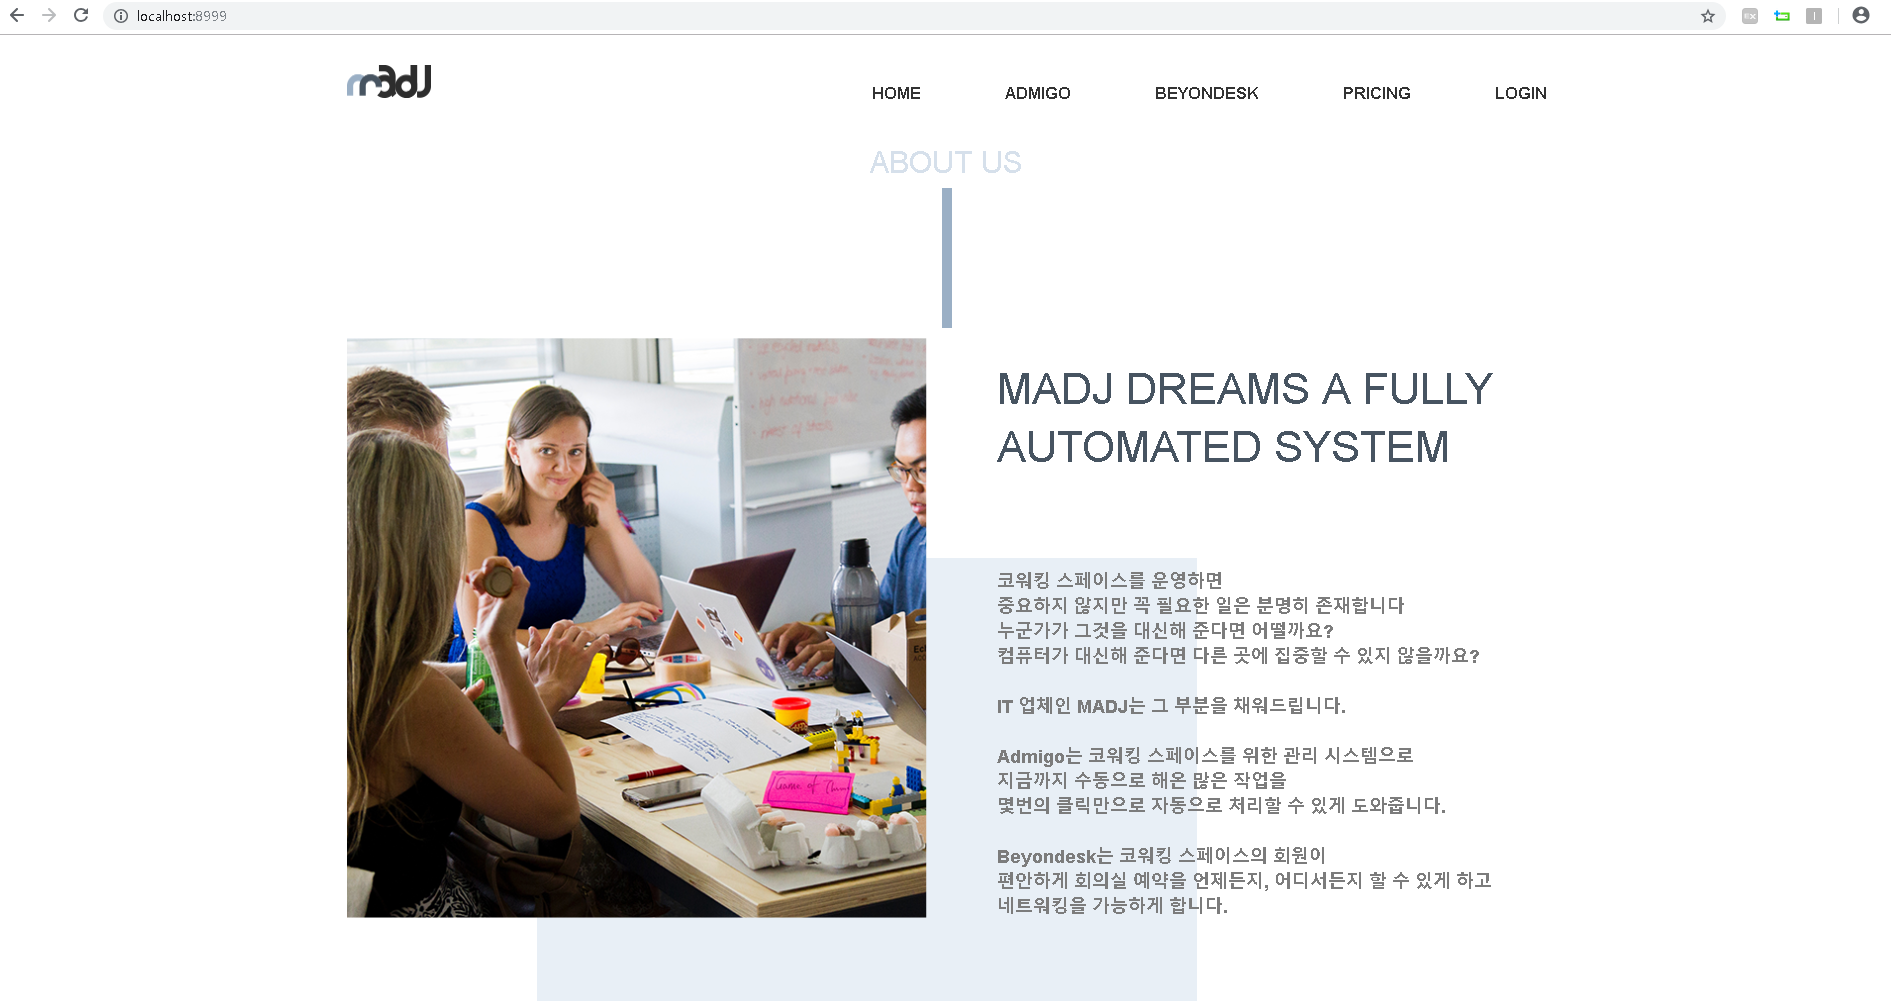 localhost:8999
madJ
HOME
ADMIGO
BEYONDESK
PRICING
LOGIN
ABOUT US
MADJ DREAMS A FULLY
AUTOMATED SYSTEM
코워킹 스페이스를 운영하면
중요하지 않지만 꼭 필요한 일은 분명히 존재합니다
누군가가 그것을 대신해 준다면 어떨까요?
컴퓨터가 대신해 준다면 다른 곳에 집중할 수 있지 않을까요?
IT 업체인 MADJ는 그 부분을 채워드립니다.
Admigo는 코워킹 스페이스를 위한 관리 시스템으로
지금까지 수동으로 해온 많은 작업을
몇번의 클릭만으로 자동으로 처리할 수 있게 도와줍니다.
Beyondesk는 코워킹 스페이스의 회원이
편안하게 회의실 예약을 언제든지, 어디서든지 할 수 있게 하고
네트워킹을 가능하게 합니다.